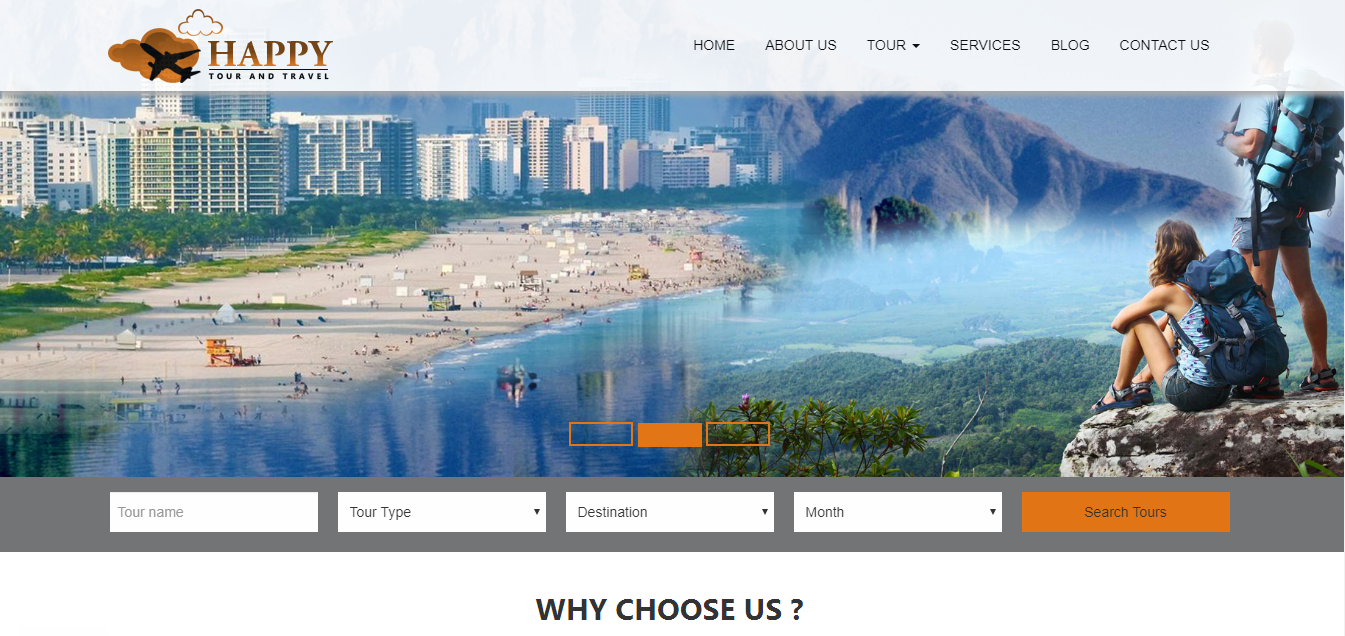 HAPPY
TOUR AND TRAVEL
HOME ABOUT US TOUR SERVICES BLOG CONTACT US
Tour name Tour Type Destination Month Search Tours
WHY CHOOSE US ?